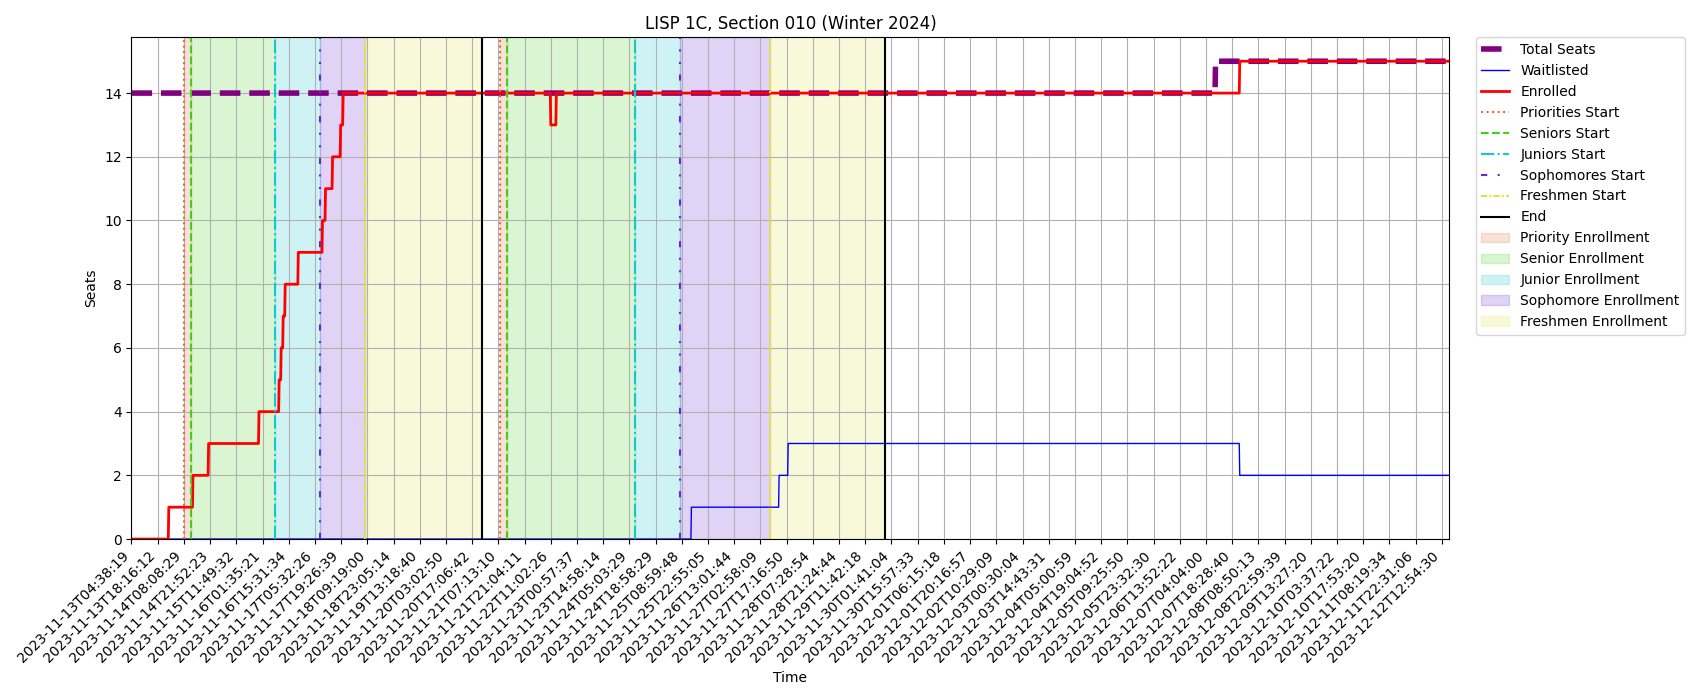 LISP 1C, Section 010 (Winter 2024)
Seats
14
12
10
8
6
4
2
0
2023-11-13T04:38:19
2023-11-13T18:16:12
2023-11-14T08:08:29
2023-11-14T21:52:23
2023-11-15T11:49:32
2023-11-16T01:35:21
2023-11-16T15:31:34
2023-11-17T05:32:26
2023-11-17T19:26:39
2023-11-18T09:19:00
2023-11-18T23:05:14
2023-11-19T13:18:40
2023-11-20T03:02:50
2023-11-20T17:06:42
2023-11-21T07:13:10
2023-11-21T21:04:11
2023-11-22T11:02:26
2023-11-23T00:57:37
2023-11-23T14:58:14
2023-11-24T05:03:29
2023-11-24T18:58:29
2023-11-25T08:59:48
2023-11-25T22:55:05
2023-11-26T13:01:44
2023-11-27T02:58:09
2023-11-27T17:16:50
2023-11-28T07:28:54
2023-11-28T21:24:44
2023-11-29T11:42:18
2023-11-30T01:41:04
2023-11-30T15:57:33
2023-12-01T06:15:18
2023-12-01T20:16:57
2023-12-02T10:29:09
2023-12-03T00:30:04
2023-12-03T14:43:31
2023-12-04T05:00:59
2023-12-04T19:04:52
2023-12-05T09:25:50
2023-12-05T23:32:30
2023-12-06T13:52:22
2023-12-07T04:04:00
2023-12-07T18:28:40
2023-12-08T08:50:13
2023-12-08T22:59:39
2023-12-09T13:27:20
2023-12-10T03:37:22
2023-12-10T17:53:20
2023-12-11T08:19:34
2023-12-11T22:31:06
2023-12-12T12:54:30
Time
Total Seats
Waitlisted
Enrolled
Priorities Start
Seniors Start
Juniors Start
Sophomores Start
Freshmen Start
End
Priority Enrollment
Senior Enrollment
Junior Enrollment
Sophomore Enrollment
Freshmen Enrollment